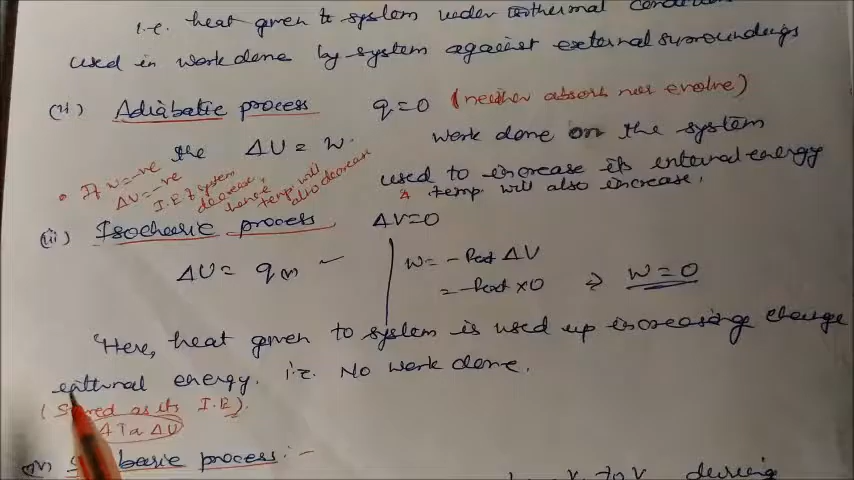 i.e. heat given to system under isothermal condition
used in work done by system against external surroundings
(ii) Adiabatic process q=0 (neither absorb nor evolve)
the ΔU = w. work done on the system
used to increase its internal energy
& temp. will also increase.
• If w=-ve
ΔU=-ve
I.E of system
decrease,
hence
temp. will
also decrease
(iii) Isochoric process ΔV=0
ΔU = q(v)
w = -Pext ΔV
= -Pext ×0 ⇒ w=0
Here, heat given to system is used up increasing change
energy. i.e. No work done.
(Stored as its I.E).
ΔT α ΔU
(iv) baric process:-
during